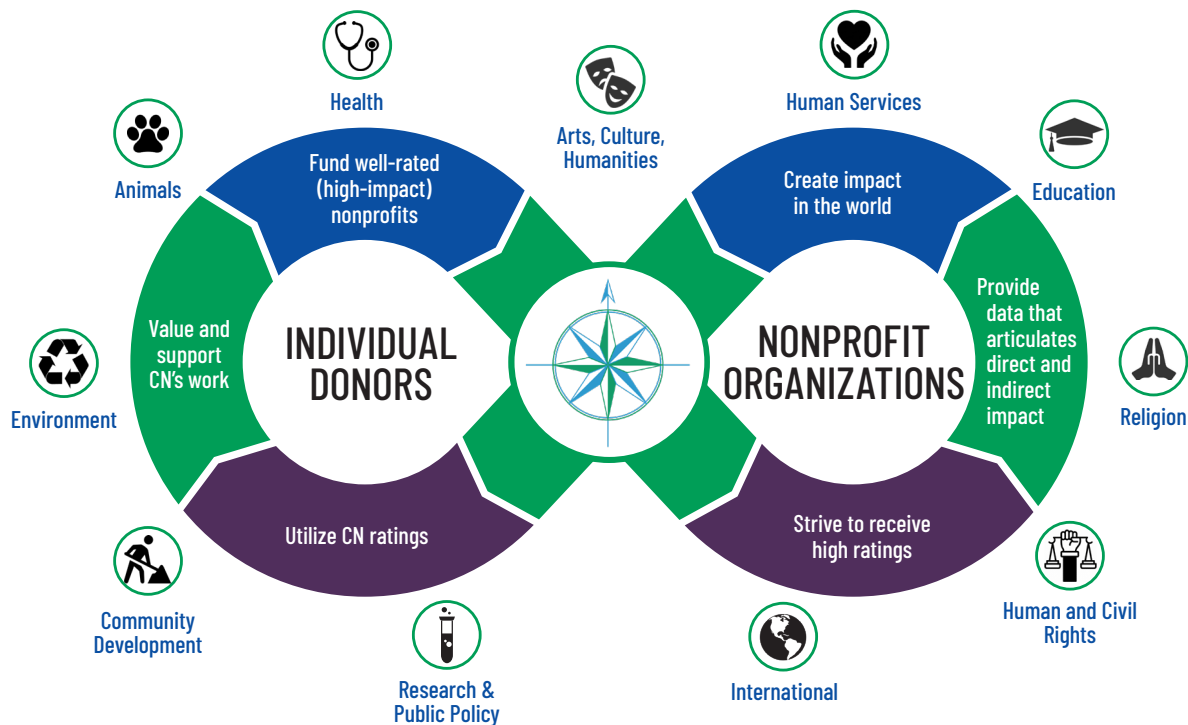 Health
Human Services
Arts, Culture,
Humanities
Animals
Education
Fund well-rated
(high-impact)
nonprofits
Create impact
in the world
Value and
support
CN's work
INDIVIDUAL
DONORS
NONPROFIT
ORGANIZATIONS
Provide
data that
articulates
direct and
indirect
impact
Environment
Religion
Utilize CN ratings
Strive to receive
high ratings
Community
Development
Research &
Public Policy
International
Human and Civil
Rights